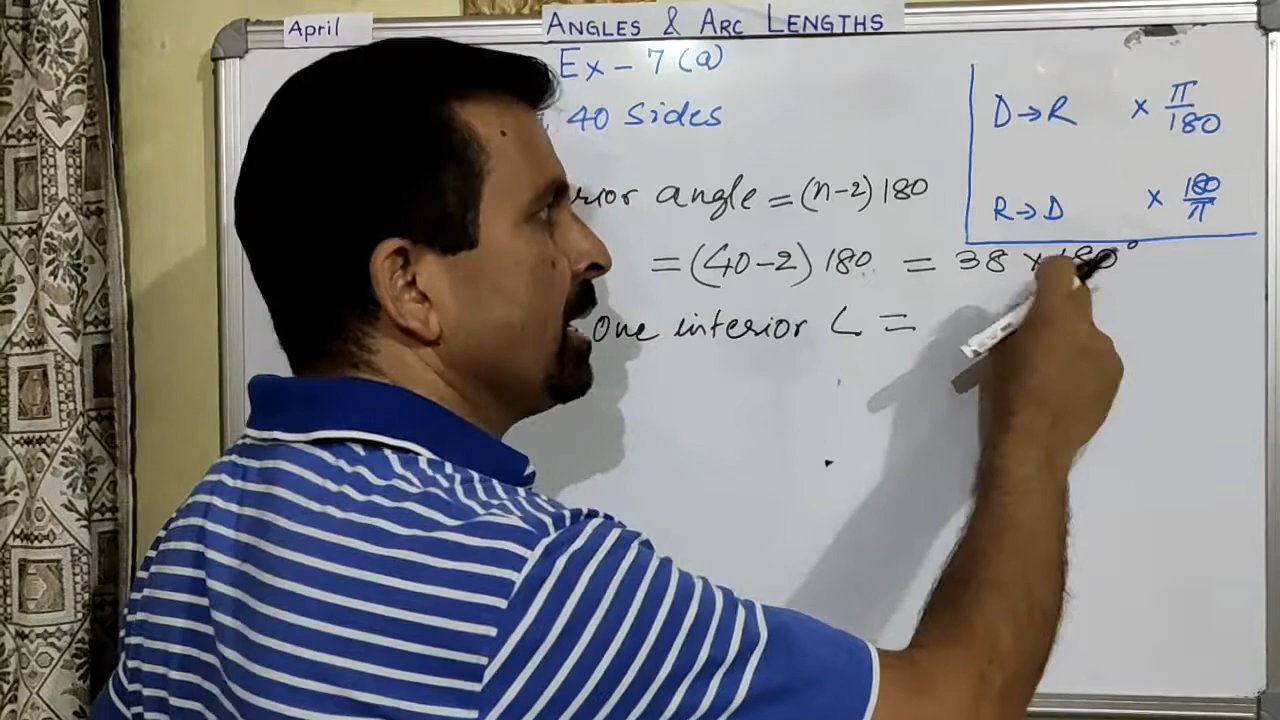 April
ANGLES & ARC LENGTHS
Ex - 7 (a)
40 Sides
D→R × π/180
R→D × 180/π
angle = (n-2) 180
= (40-2) 180 = 38 × 180°
One interior ∠ =